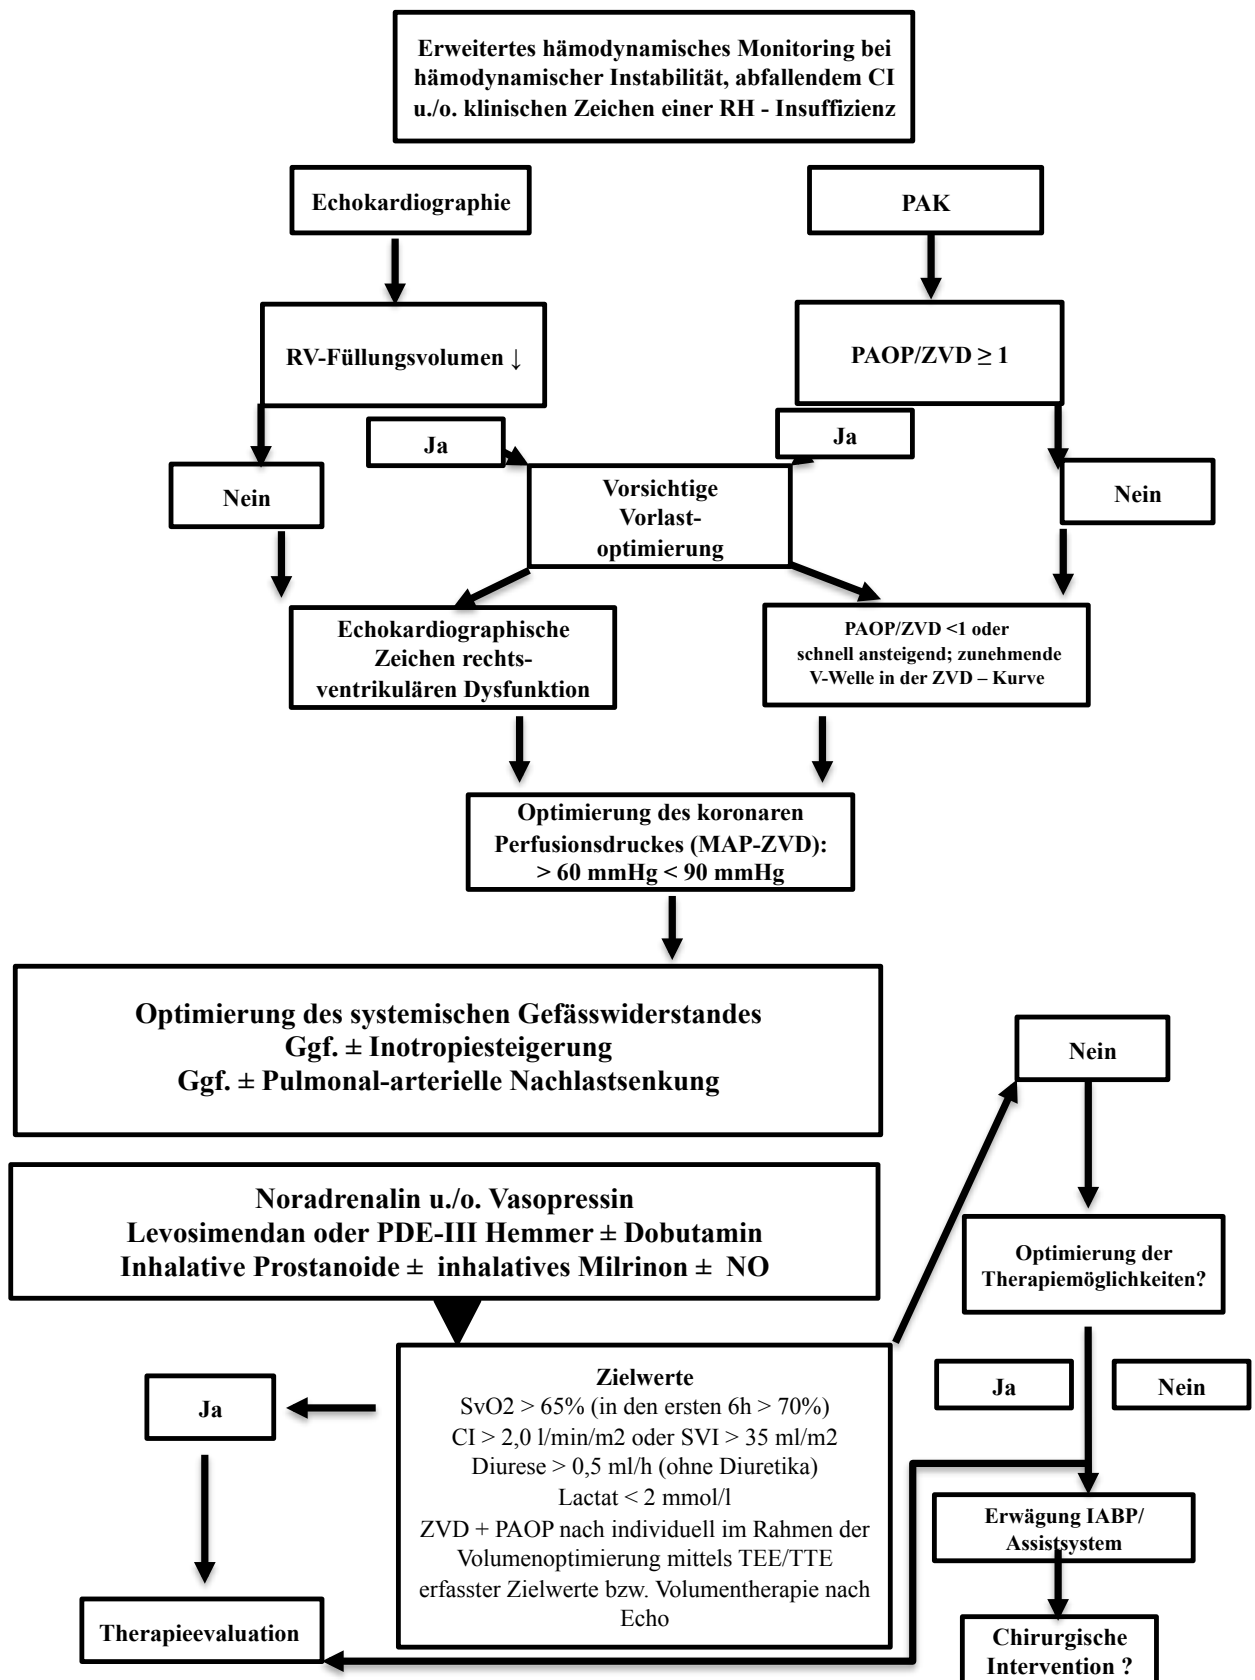 Erweitertes hämodynamisches Monitoring bei
hämodynamischer Instabilität, abfallendem CI
u./o. klinischen Zeichen einer RH - Insuffizienz
Echokardiographie
PAK
RV-Füllungsvolumen ↓
PAOP/ZVD ≥ 1
Ja
Ja
Nein
Vorsichtige
Vorlast-
optimierung
Nein
Echokardiographische
Zeichen rechts-
ventrikulären Dysfunktion
PAOP/ZVD <1 oder
schnell ansteigend; zunehmende
V-Welle in der ZVD – Kurve
Optimierung des koronaren
Perfusionsdruckes (MAP-ZVD):
> 60 mmHg < 90 mmHg
Optimierung des systemischen Gefässwiderstandes
Ggf. ± Inotropiesteigerung
Ggf. ± Pulmonal-arterielle Nachlastsenkung
Nein
Noradrenalin u./o. Vasopressin
Levosimendan oder PDE-III Hemmer ± Dobutamin
Inhalative Prostanoide ± inhalatives Milrinon ± NO
Optimierung der
Therapiemöglichkeiten?
Zielwerte
SvO2 > 65% (in den ersten 6h > 70%)
CI > 2,0 l/min/m2 oder SVI > 35 ml/m2
Diurese > 0,5 ml/h (ohne Diuretika)
Lactat < 2 mmol/l
ZVD + PAOP nach individuell im Rahmen der
Volumenoptimierung mittels TEE/TTE
erfasster Zielwerte bzw. Volumentherapie nach
Echo
Ja
Ja
Nein
Erwägung IABP/
Assistsystem
Therapieevaluation
Chirurgische
Intervention ?